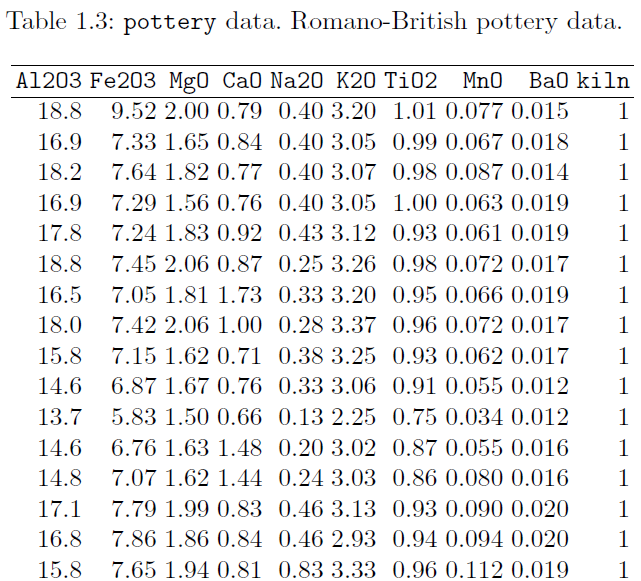 Table 1.3: pottery data. Romano-British pottery data.
Al2O3 Fe2O3 MgO CaO Na2O K2O TiO2 MnO BaO kiln
18.8 9.52 2.00 0.79 0.40 3.20 1.01 0.077 0.015 1
16.9 7.33 1.65 0.84 0.40 3.05 0.99 0.067 0.018 1
18.2 7.64 1.82 0.77 0.40 3.07 0.98 0.087 0.014 1
16.9 7.29 1.56 0.76 0.40 3.05 1.00 0.063 0.019 1
17.8 7.24 1.83 0.92 0.43 3.12 0.93 0.061 0.019 1
18.8 7.45 2.06 0.87 0.25 3.26 0.98 0.072 0.017 1
16.5 7.05 1.81 1.73 0.33 3.20 0.95 0.066 0.019 1
18.0 7.42 2.06 1.00 0.28 3.37 0.96 0.072 0.017 1
15.8 7.15 1.62 0.71 0.38 3.25 0.93 0.062 0.017 1
14.6 6.87 1.67 0.76 0.33 3.06 0.91 0.055 0.012 1
13.7 5.83 1.50 0.66 0.13 2.25 0.75 0.034 0.012 1
14.6 6.76 1.63 1.48 0.20 3.02 0.87 0.055 0.016 1
14.8 7.07 1.62 1.44 0.24 3.03 0.86 0.080 0.016 1
17.1 7.79 1.99 0.83 0.46 3.13 0.93 0.090 0.020 1
16.8 7.86 1.86 0.84 0.46 2.93 0.94 0.094 0.020 1
15.8 7.65 1.94 0.81 0.83 3.33 0.96 0.112 0.019 1